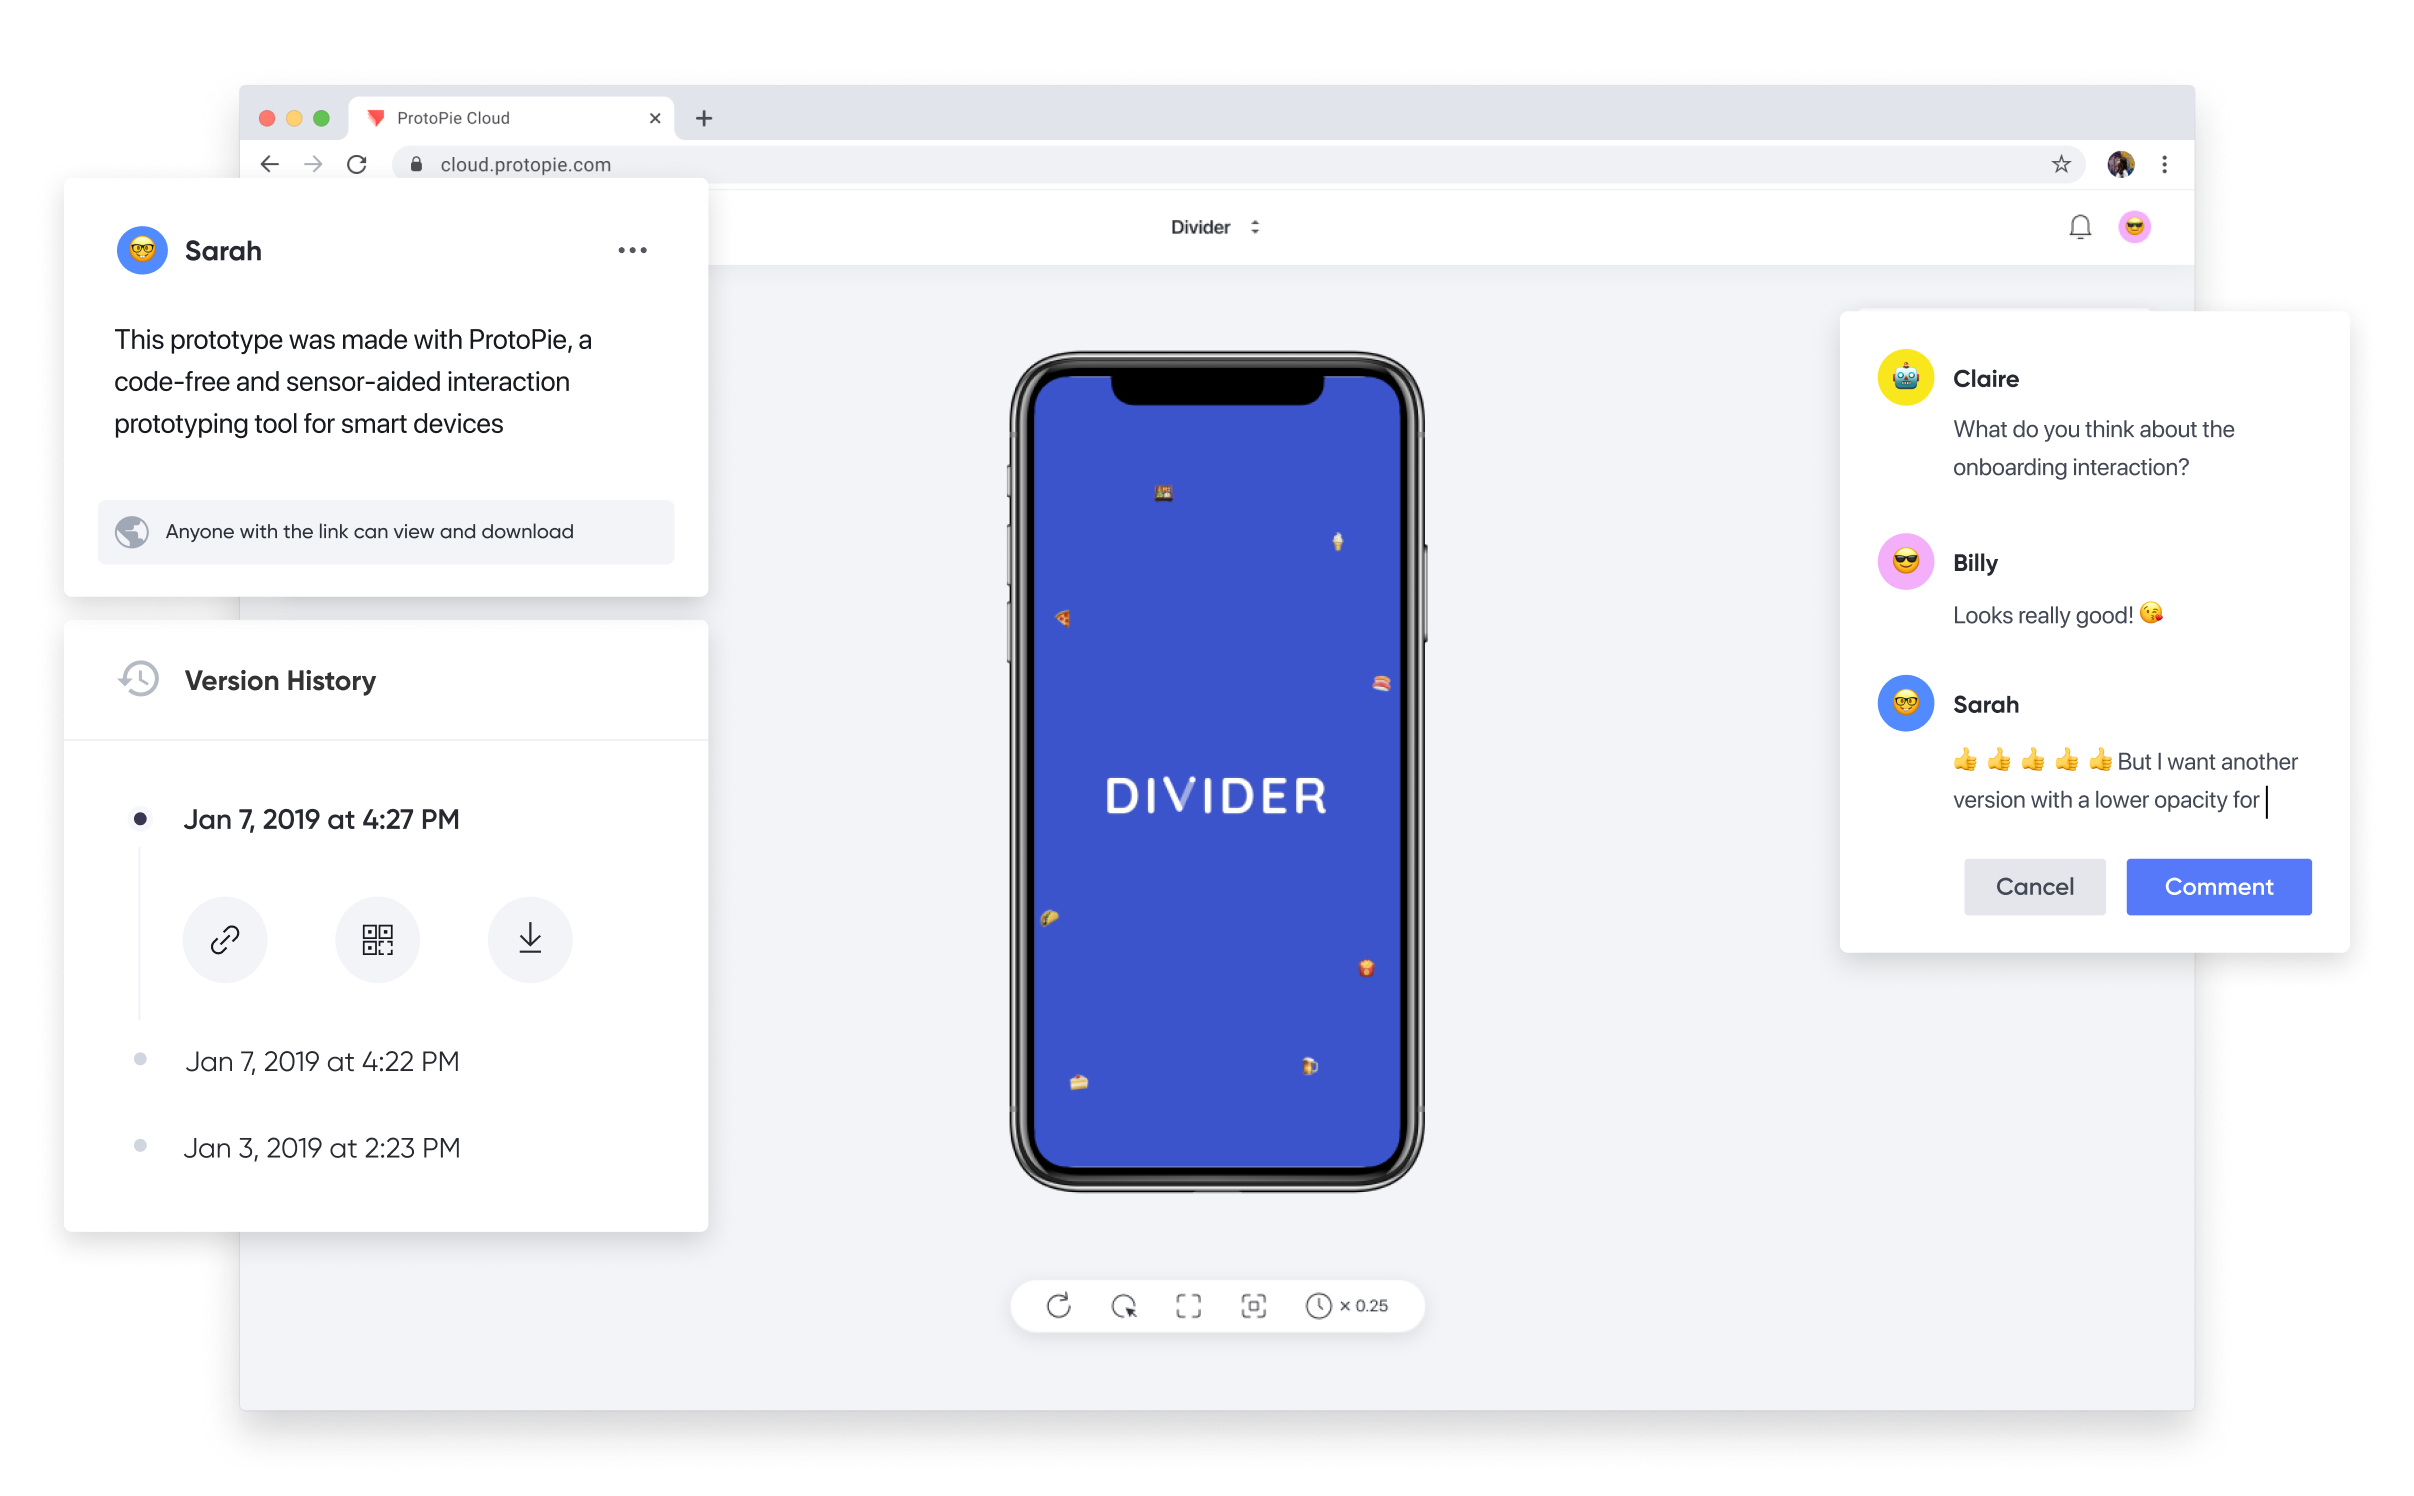 ProtoPie Cloud
cloud.protopie.com
Divider
Sarah
This prototype was made with ProtoPie, a
code-free and sensor-aided interaction
prototyping tool for smart devices
Anyone with the link can view and download
Version History
Jan 7, 2019 at 4:27 PM
Jan 7, 2019 at 4:22 PM
Jan 3, 2019 at 2:23 PM
DIVIDER
× 0.25
Claire
What do you think about the
onboarding interaction?
Billy
Looks really good! 😘
Sarah
👍 👍 👍 👍 👍 But I want another
version with a lower opacity for
Cancel
Comment